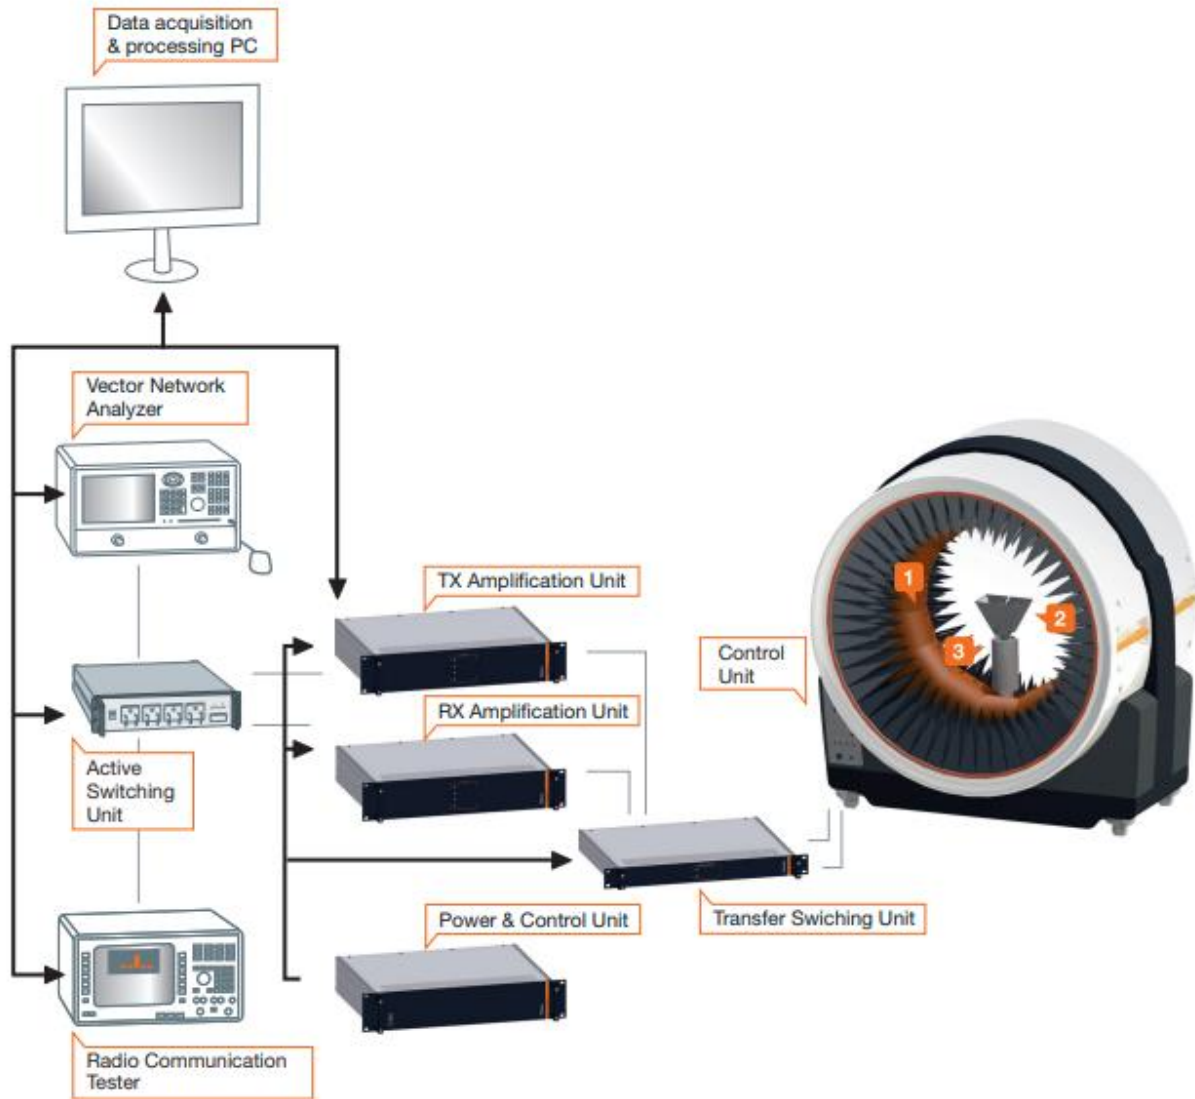 Data acquisition
& processing PC
Vector Network
Analyzer
TX Amplification Unit
1
2
3
Control
Unit
RX Amplification Unit
Active
Switching
Unit
Power & Control Unit
Transfer Swiching Unit
Radio Communication
Tester